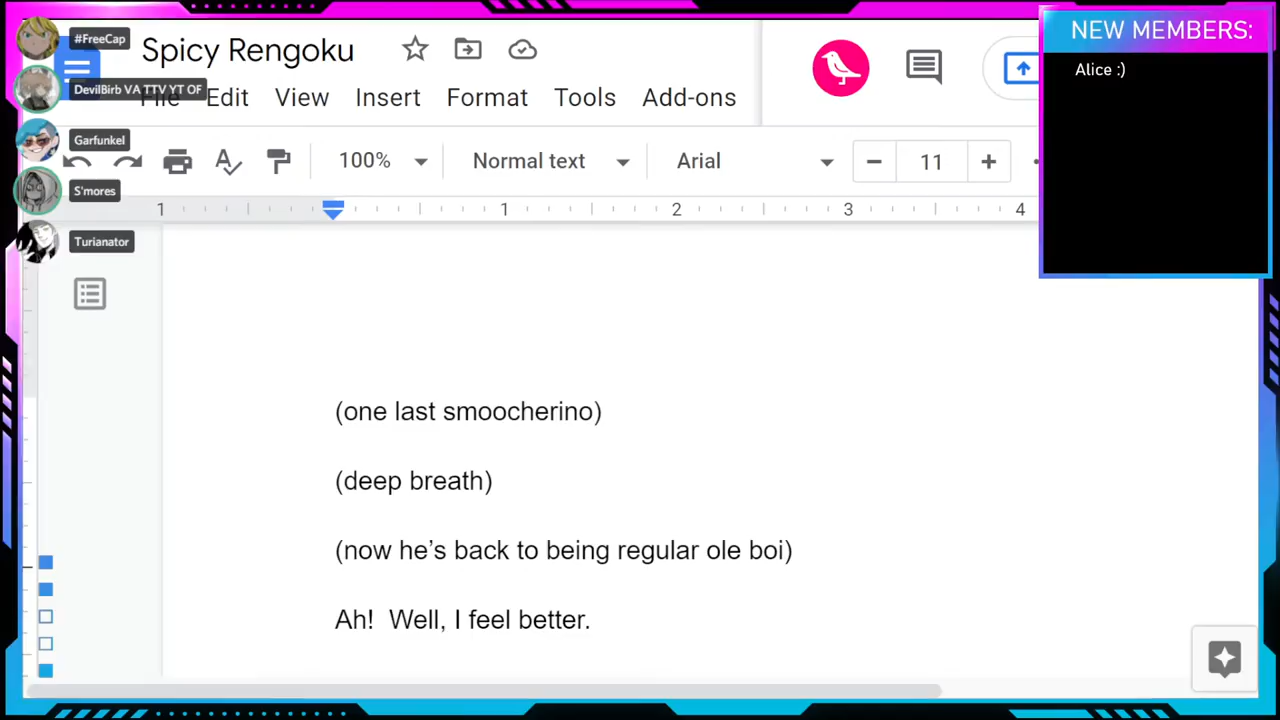 #FreeCap
DevilBirb VA TTV YT OF
Garfunkel
S'mores
Turianator
Spicy Rengoku
File Edit View Insert Format Tools Add-ons
100% Normal text Arial 11
1 1 2 3 4
NEW MEMBERS:
Alice :)
(one last smoocherino)
(deep breath)
(now he’s back to being regular ole boi)
Ah!  Well, I feel better.